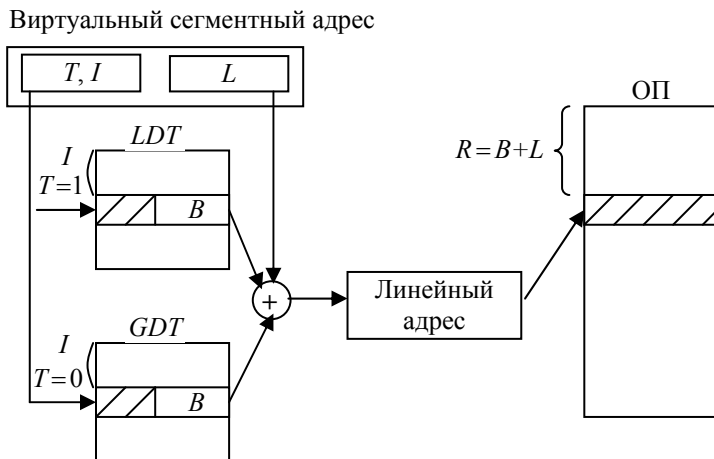 Виртуальный сегментный адрес
T, I
L
ОП
LDT
I
T=1
B
R=B+L
+
Линейный
адрес
GDT
I
T=0
B